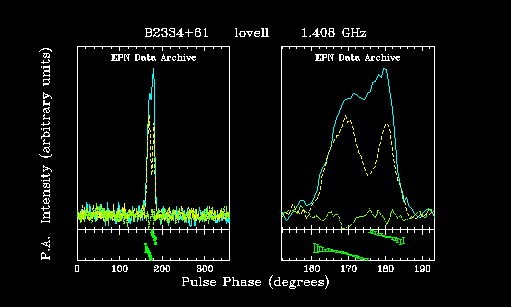 B2334+61 lovell 1.408 GHz
EPN Data Archive EPN Data Archive
P.A. Intensity (arbitrary units)
0 100 200 300 160 170 180 190
Pulse Phase (degrees)